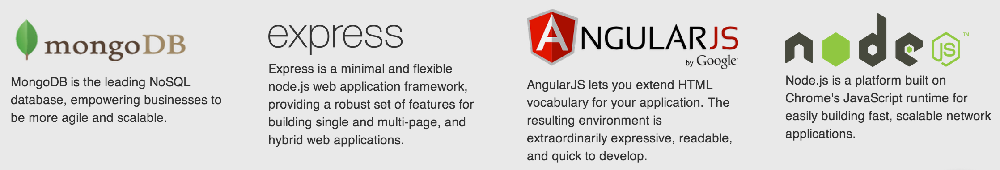 mongoDB
MongoDB is the leading NoSQL
database, empowering businesses to
be more agile and scalable.
express
Express is a minimal and flexible
node.js web application framework,
providing a robust set of features for
building single and multi-page, and
hybrid web applications.
ANGULARJS
by Google
AngularJS lets you extend HTML
vocabulary for your application. The
resulting environment is
extraordinarily expressive, readable,
and quick to develop.
node JS TM
Node.js is a platform built on
Chrome's JavaScript runtime for
easily building fast, scalable network
applications.